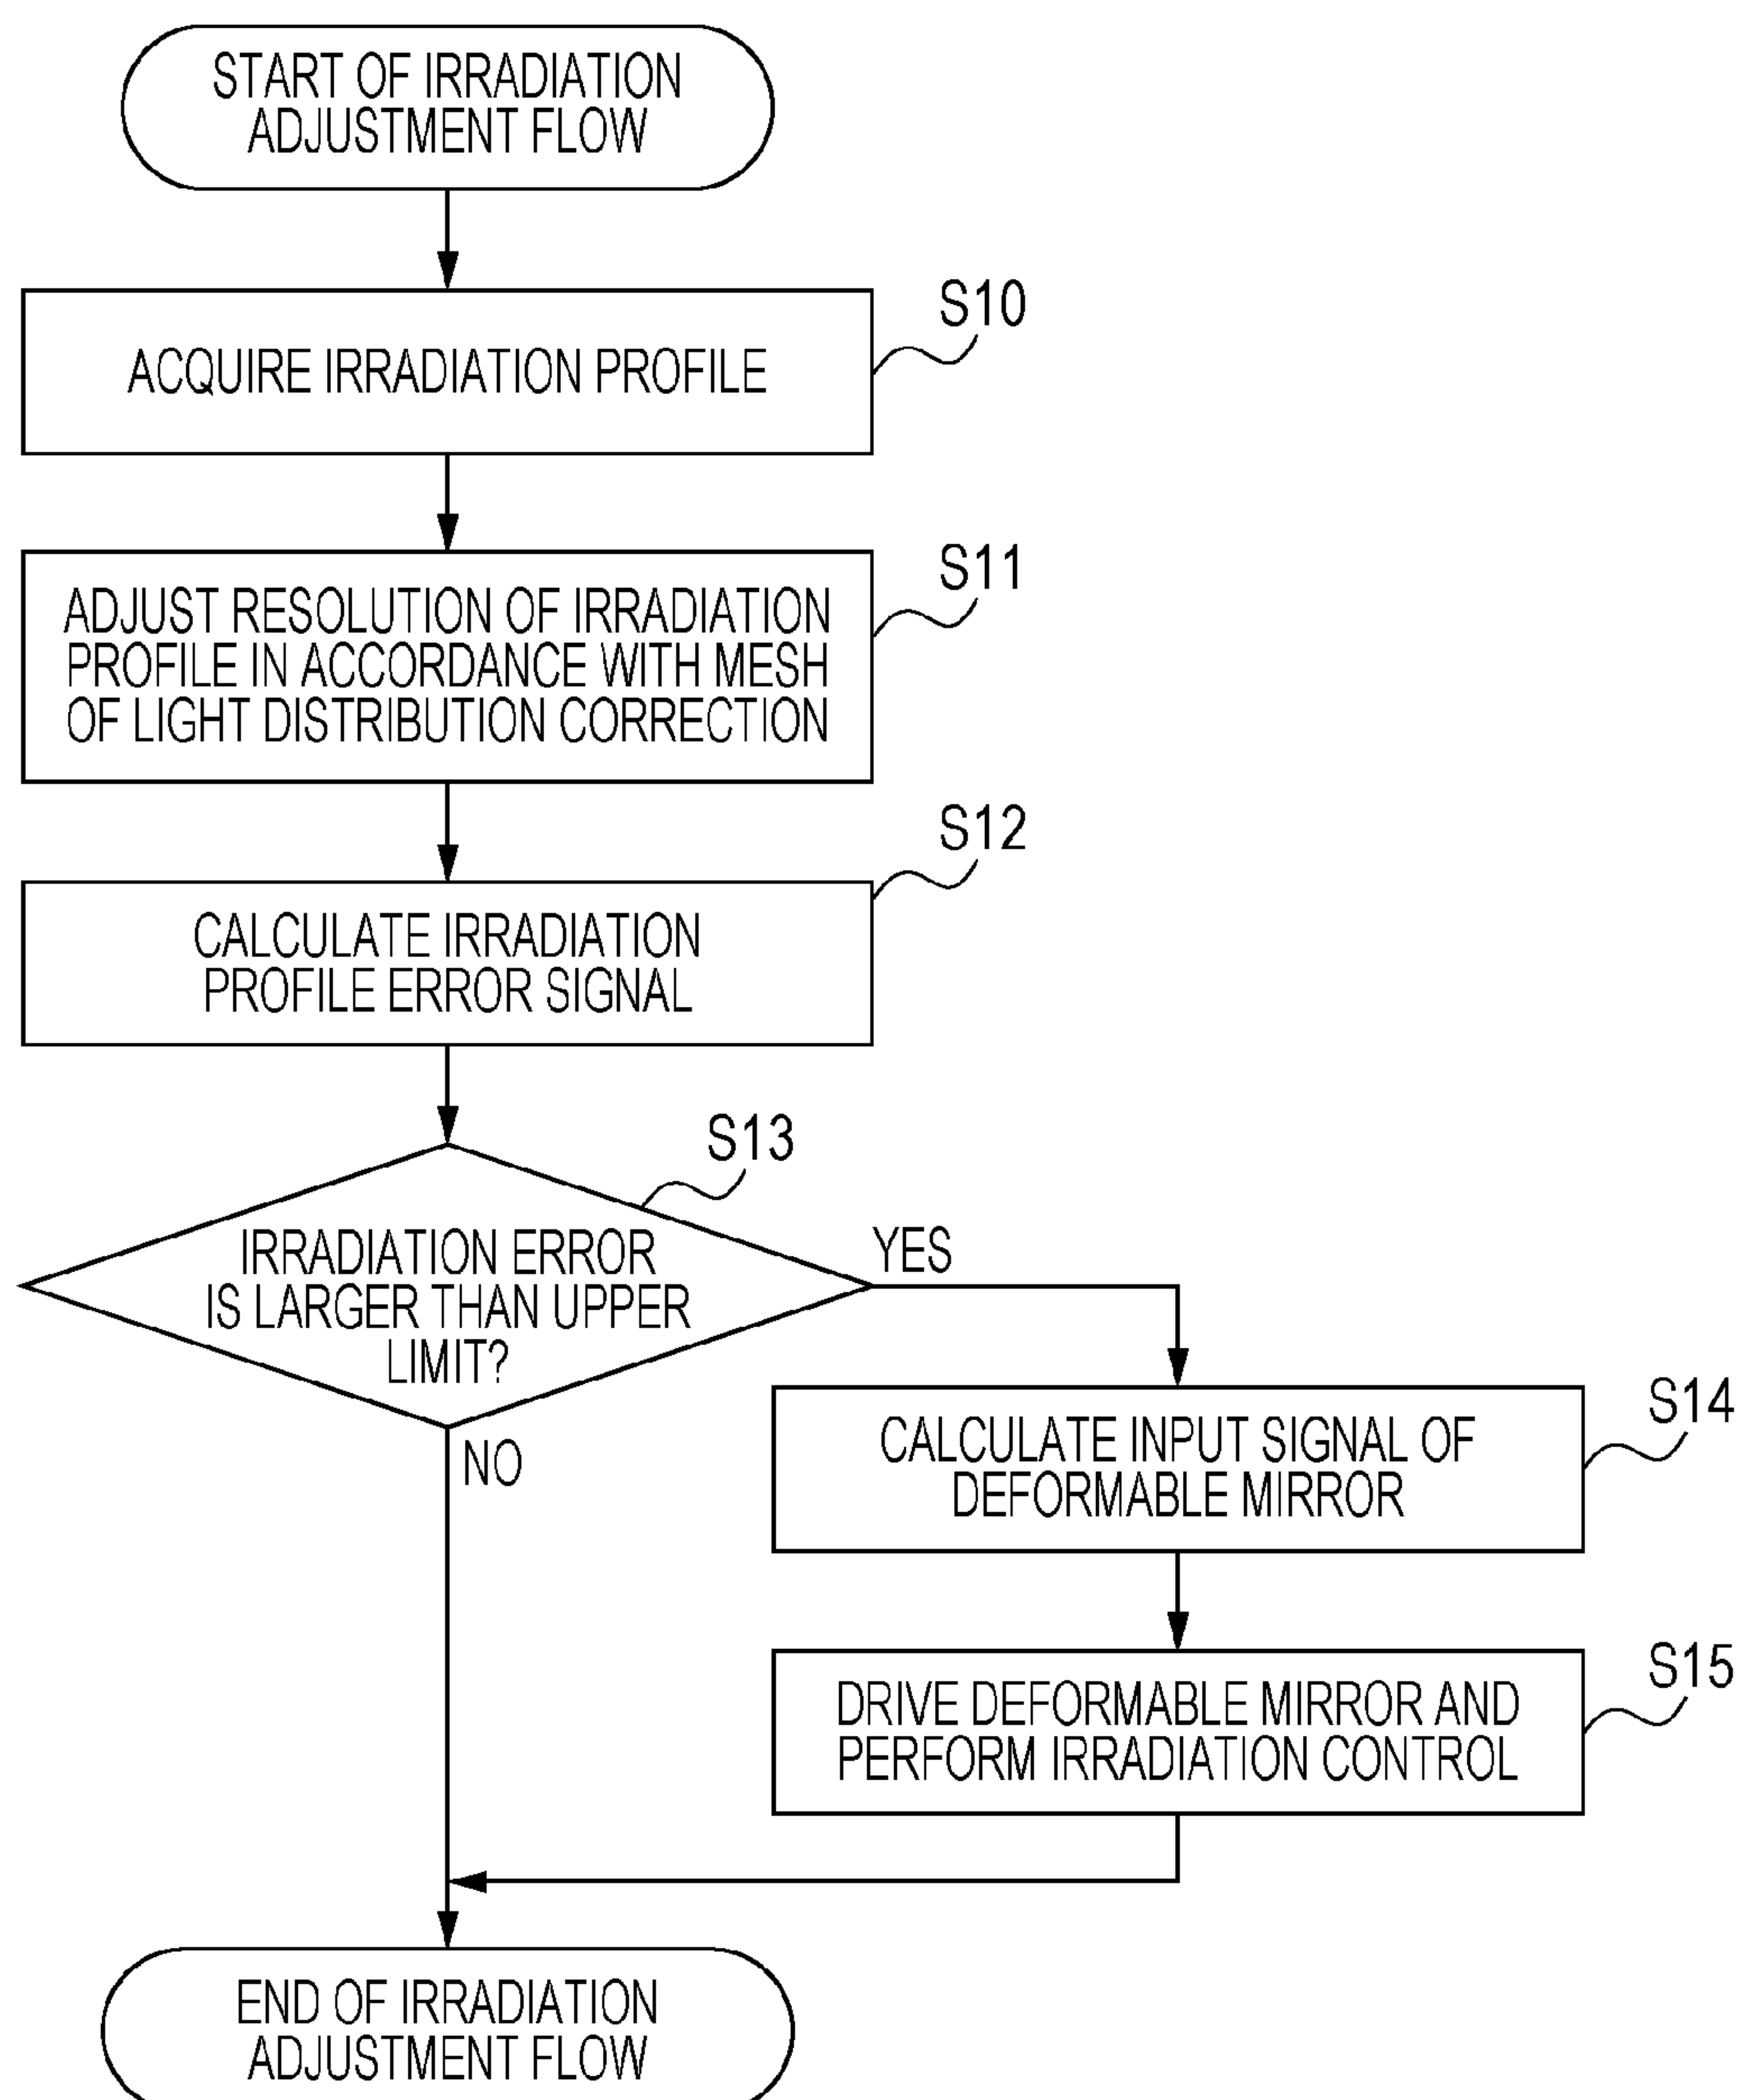 START OF IRRADIATION
ADJUSTMENT FLOW
S10
ACQUIRE IRRADIATION PROFILE
S11
ADJUST RESOLUTION OF IRRADIATION
PROFILE IN ACCORDANCE WITH MESH
OF LIGHT DISTRIBUTION CORRECTION
S12
CALCULATE IRRADIATION
PROFILE ERROR SIGNAL
S13
IRRADIATION ERROR
IS LARGER THAN UPPER
LIMIT?
YES
NO
S14
CALCULATE INPUT SIGNAL OF
DEFORMABLE MIRROR
S15
DRIVE DEFORMABLE MIRROR AND
PERFORM IRRADIATION CONTROL
END OF IRRADIATION
ADJUSTMENT FLOW